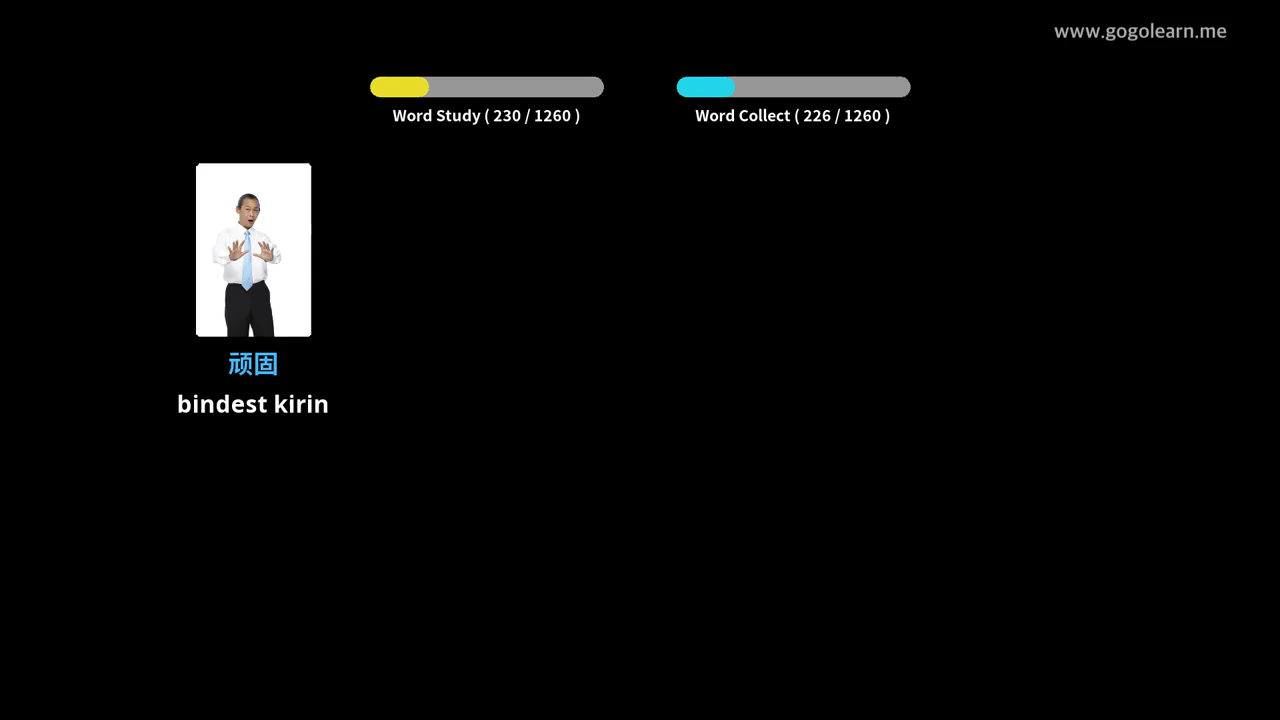 www.gogolearn.me
Word Study ( 230 / 1260 )
Word Collect ( 226 / 1260 )
顽固
bindest kirin